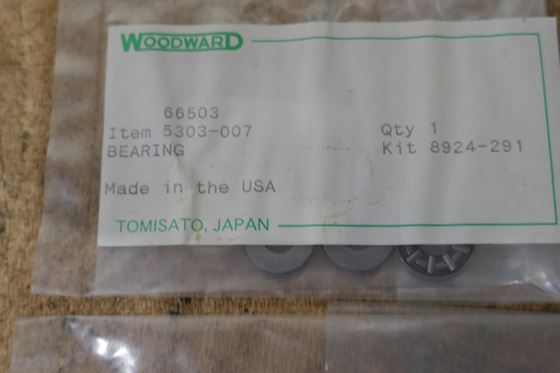 WOODWARD
66503
Item 5303-007 Qty 1
BEARING Kit 8924-291
Made in the USA
TOMISATO, JAPAN